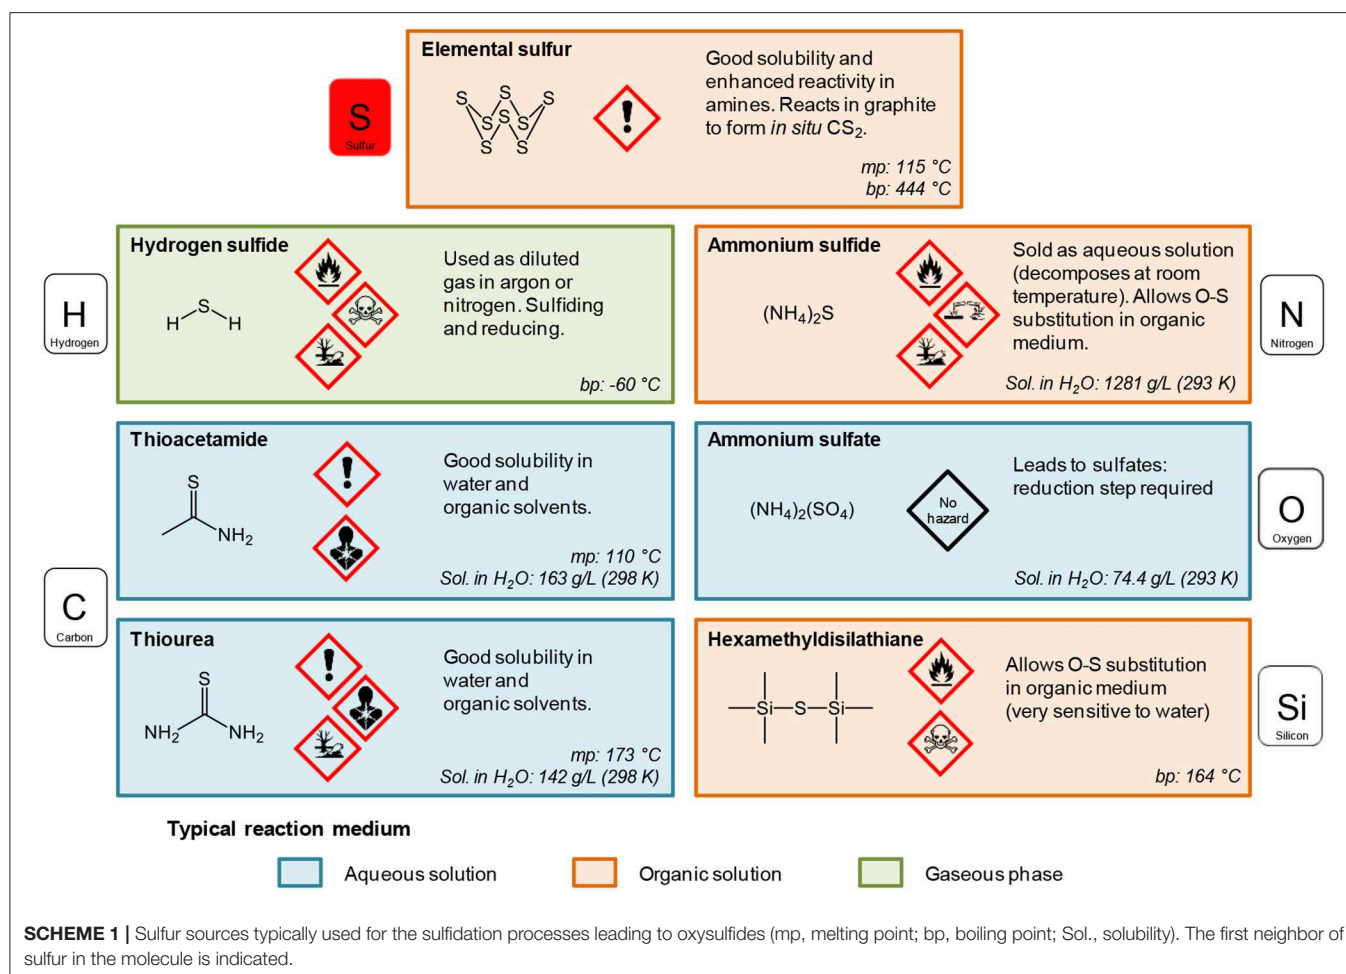 S
Sulfur
Elemental sulfur
S S S
S S S
S S
Good solubility and
enhanced reactivity in
amines. Reacts in graphite
to form in situ CS₂.
mp: 115 °C
bp: 444 °C
H
Hydrogen
Hydrogen sulfide
S
H H
Used as diluted
gas in argon or
nitrogen. Sulfiding
and reducing.
bp: -60 °C
Ammonium sulfide
(NH₄)₂S
Sold as aqueous solution
(decomposes at room
temperature). Allows O-S
substitution in organic
medium.
Sol. in H₂O: 1281 g/L (293 K)
N
Nitrogen
C
Carbon
Thioacetamide
S
NH₂
Good solubility in
water and
organic solvents.
mp: 110 °C
Sol. in H₂O: 163 g/L (298 K)
Ammonium sulfate
(NH₄)₂(SO₄)
No
hazard
Leads to sulfates:
reduction step required
Sol. in H₂O: 74.4 g/L (293 K)
O
Oxygen
Thiourea
S
NH₂ NH₂
Good solubility in
water and
organic solvents.
mp: 173 °C
Sol. in H₂O: 142 g/L (298 K)
Hexamethyldisilathiane
Si S Si
Allows O-S substitution
in organic medium
(very sensitive to water)
bp: 164 °C
Si
Silicon
Typical reaction medium
Aqueous solution
Organic solution
Gaseous phase
SCHEME 1 | Sulfur sources typically used for the sulfidation processes leading to oxysulfides (mp, melting point; bp, boiling point; Sol., solubility). The first neighbor of
sulfur in the molecule is indicated.